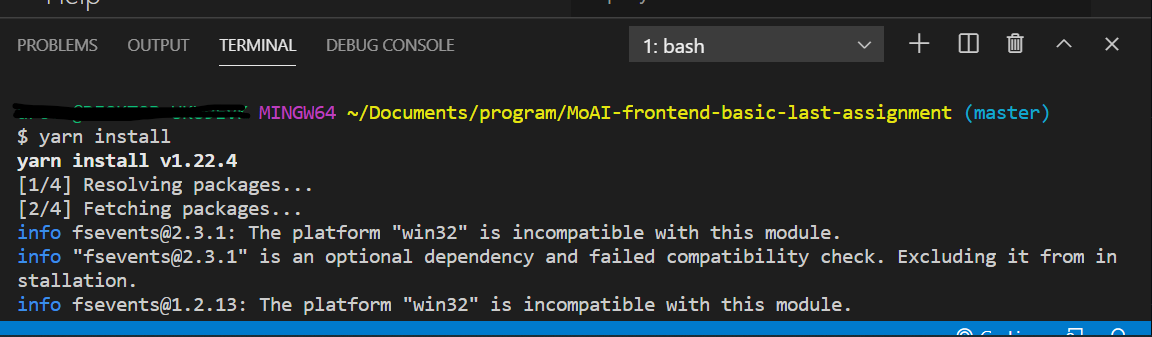 Help
PROBLEMS OUTPUT TERMINAL DEBUG CONSOLE 1: bash
MINGW64 ~/Documents/program/MoAI-frontend-basic-last-assignment (master)
$ yarn install
yarn install v1.22.4
[1/4] Resolving packages...
[2/4] Fetching packages...
info fsevents@2.3.1: The platform "win32" is incompatible with this module.
info "fsevents@2.3.1" is an optional dependency and failed compatibility check. Excluding it from in
stallation.
info fsevents@1.2.13: The platform "win32" is incompatible with this module.